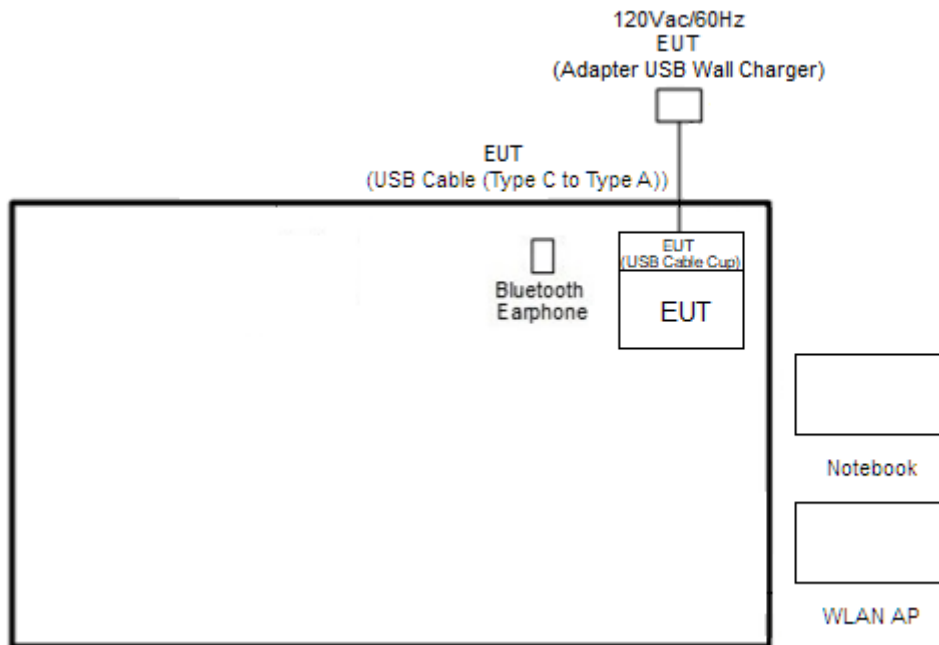 120Vac/60Hz
EUT
(Adapter USB Wall Charger)
EUT
(USB Cable (Type C to Type A))
EUT
(USB Cable Cup)
EUT
Bluetooth
Earphone
Notebook
WLAN AP